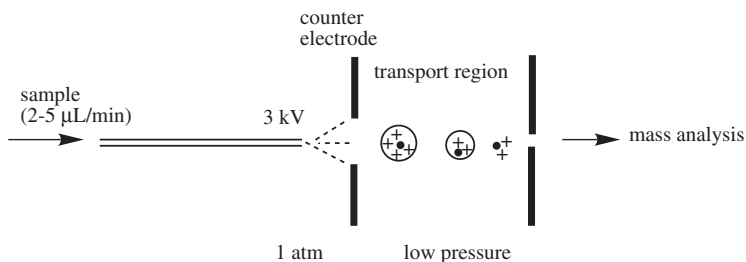 counter
electrode
transport region
sample
(2-5 μL/min)
3 kV
mass analysis
1 atm
low pressure